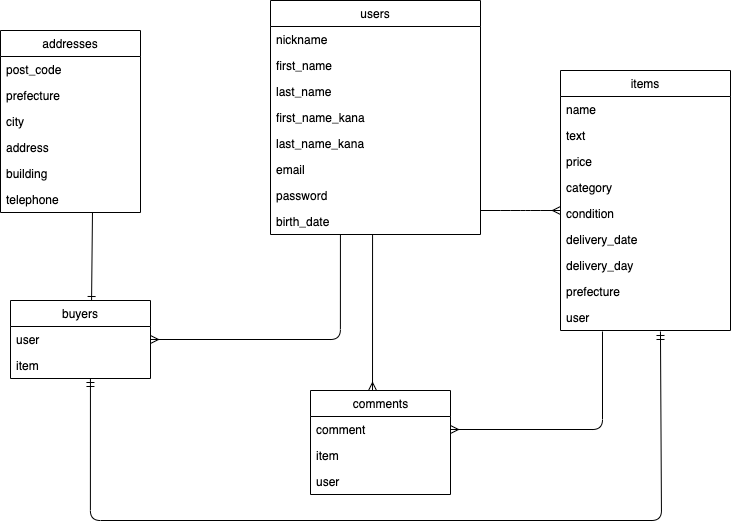 addresses
post_code
prefecture
city
address
building
telephone
users
nickname
first_name
last_name
first_name_kana
last_name_kana
email
password
birth_date
items
name
text
price
category
condition
delivery_date
delivery_day
prefecture
user
buyers
user
item
comments
comment
item
user